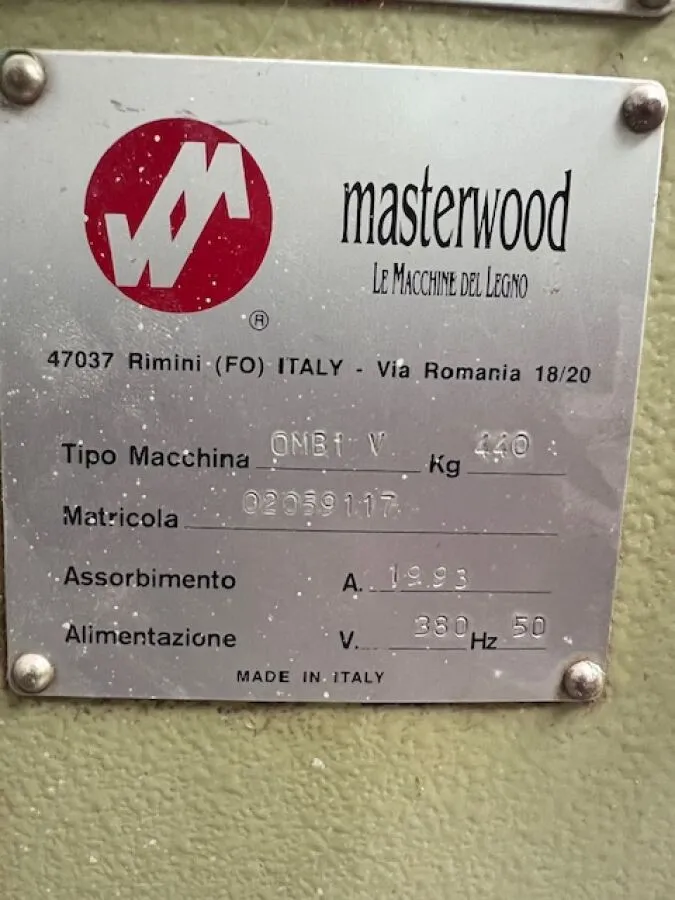 MW
®
masterwood
LE MACCHINE DEL LEGNO
47037 Rimini (FO) ITALY - Via Romania 18/20
Tipo Macchina OMB1 V Kg 440
Matricola 02059117
Assorbimento A. 1993
Alimentazione V. 380 Hz 50
MADE IN ITALY